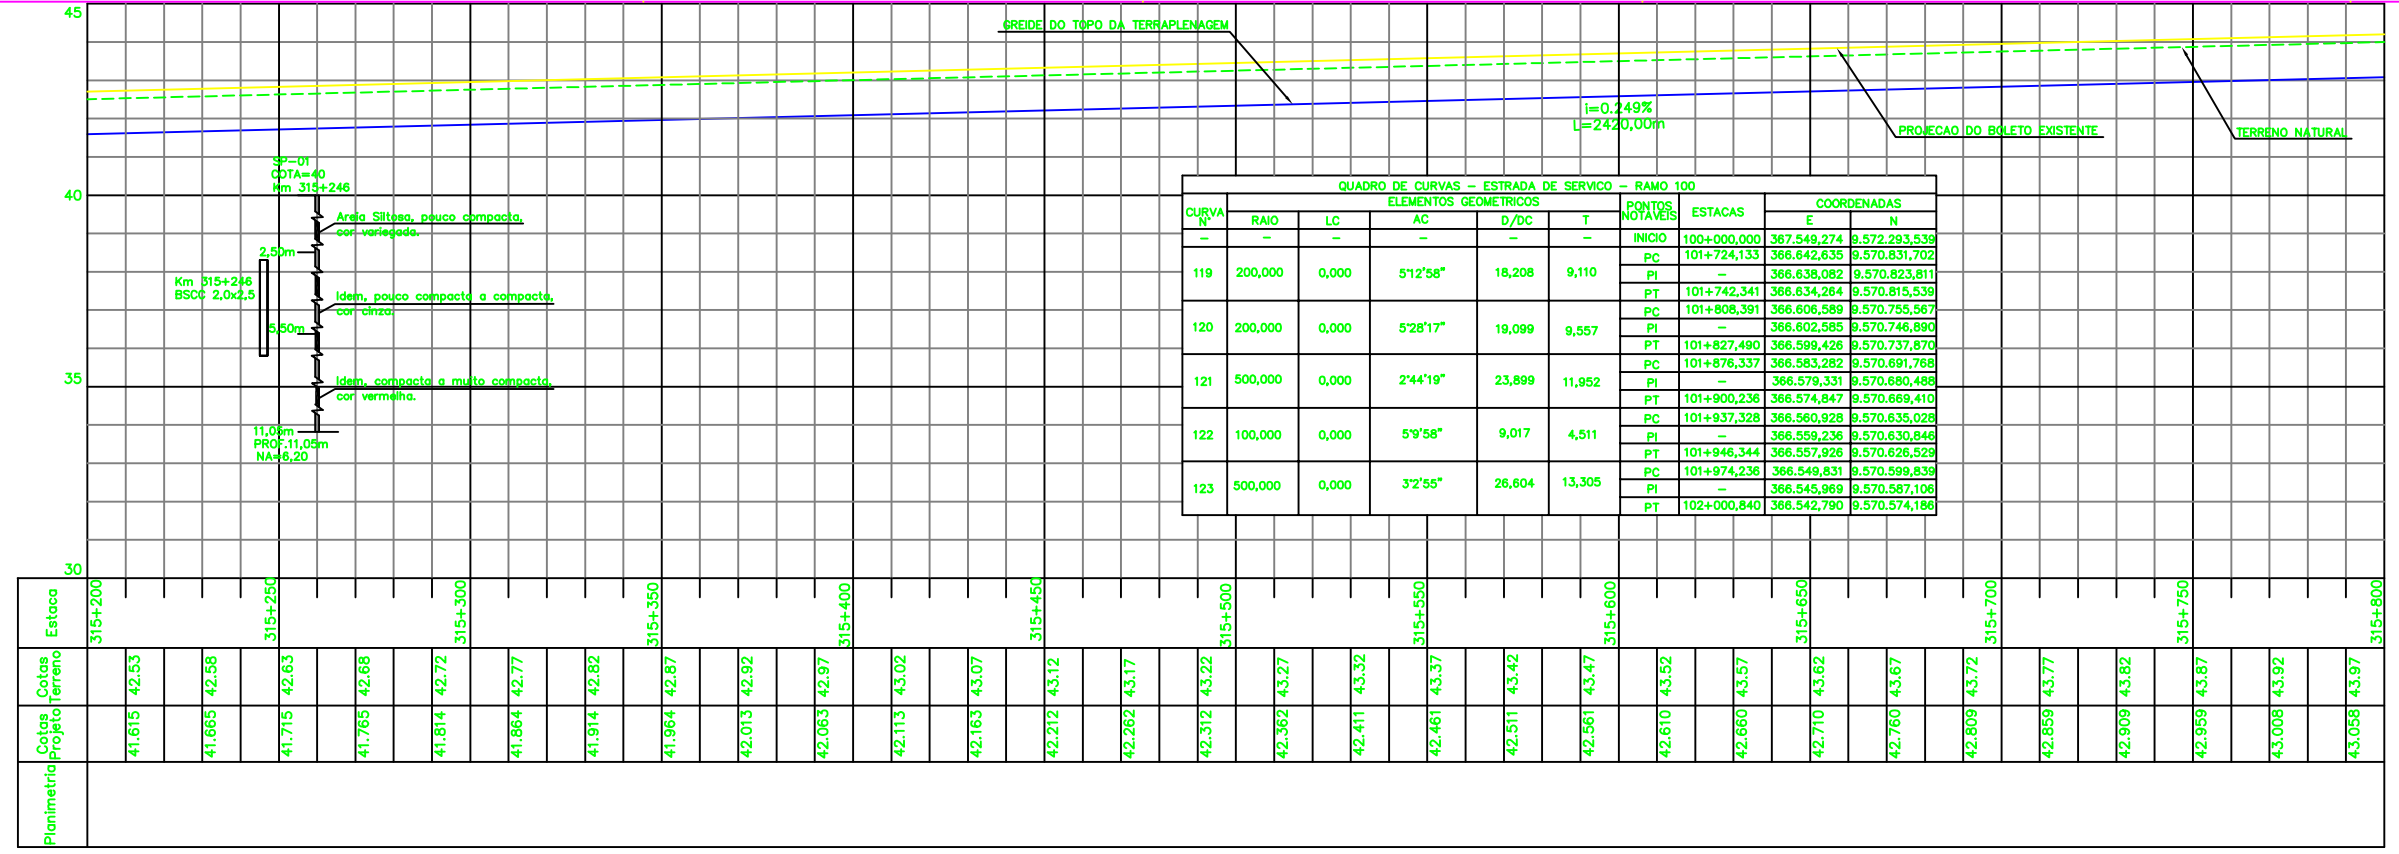 45
40
35
30
GREIDE DO TOPO DA TERRAPLENAGEM
i=0.249%
L=2420,00m
PROJECAO DO BOLETO EXISTENTE
TERRENO NATURAL
SP-01
COTA=40
Km 315+246
Areia Siltosa, pouco compacta,
cor variegada.
2,50m
Km 315+246
BSCC 2,0x2,5
Idem, pouco compacta a compacta,
cor cinza.
5,50m
Idem, compacta a muito compacta,
cor vermelha.
11,05m
PROF.11,05m
NA=6,20
QUADRO DE CURVAS - ESTRADA DE SERVICO - RAMO 100
CURVA N° ELEMENTOS GEOMETRICOS PONTOS NOTAVEIS ESTACAS COORDENADAS
RAIO LC AC D/DC T E N
- - - - - - INICIO 100+000,000 367.549,274 9.572.293,539
PC 101+724,133 366.642,635 9.570.831,702
119 200,000 0,000 5°12'58" 18,208 9,110 PI - 366.638,082 9.570.823,811
PT 101+742,341 366.634,264 9.570.815,539
PC 101+808,391 366.606,589 9.570.755,567
120 200,000 0,000 5°28'17" 19,099 9,557 PI - 366.602,585 9.570.746,890
PT 101+827,490 366.599,426 9.570.737,870
PC 101+876,337 366.583,282 9.570.691,768
121 500,000 0,000 2°44'19" 23,899 11,952 PI - 366.579,331 9.570.680,488
PT 101+900,236 366.574,847 9.570.669,410
PC 101+937,328 366.560,928 9.570.635,028
122 100,000 0,000 5°9'58" 9,017 4,511 PI - 366.559,236 9.570.630,846
PT 101+946,344 366.557,926 9.570.626,529
PC 101+974,236 366.549,831 9.570.599,839
123 500,000 0,000 3°2'55" 26,604 13,305 PI - 366.545,969 9.570.587,106
PT 102+000,840 366.542,790 9.570.574,186
Estaca 315+200 315+250 315+300 315+350 315+400 315+450 315+500 315+550 315+600 315+650 315+700 315+750 315+800
Cotas Terreno 42.53 42.58 42.63 42.68 42.72 42.77 42.82 42.87 42.92 42.97 43.02 43.07 43.12 43.17 43.22 43.27 43.32 43.37 43.42 43.47 43.52 43.57 43.62 43.67 43.72 43.77 43.82 43.87 43.92 43.97
Cotas Projeto 41.615 41.665 41.715 41.765 41.814 41.864 41.914 41.964 42.013 42.063 42.113 42.163 42.212 42.262 42.312 42.362 42.411 42.461 42.511 42.561 42.610 42.660 42.710 42.760 42.809 42.859 42.909 42.959 43.008 43.058
Planimetria